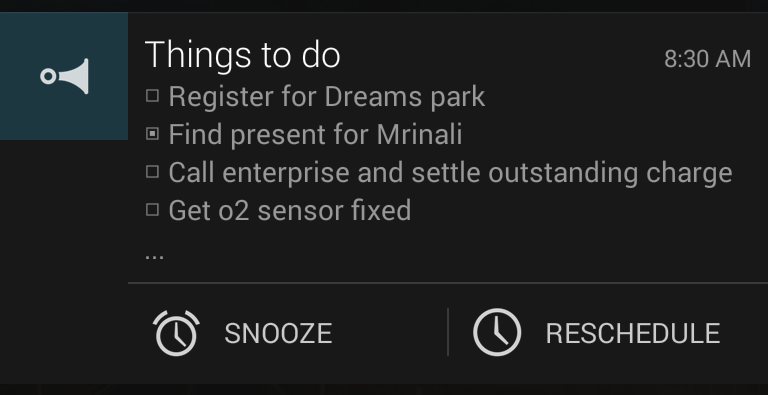 Things to do
8:30 AM
Register for Dreams park
Find present for Mrinali
Call enterprise and settle outstanding charge
Get o2 sensor fixed
...
SNOOZE
RESCHEDULE